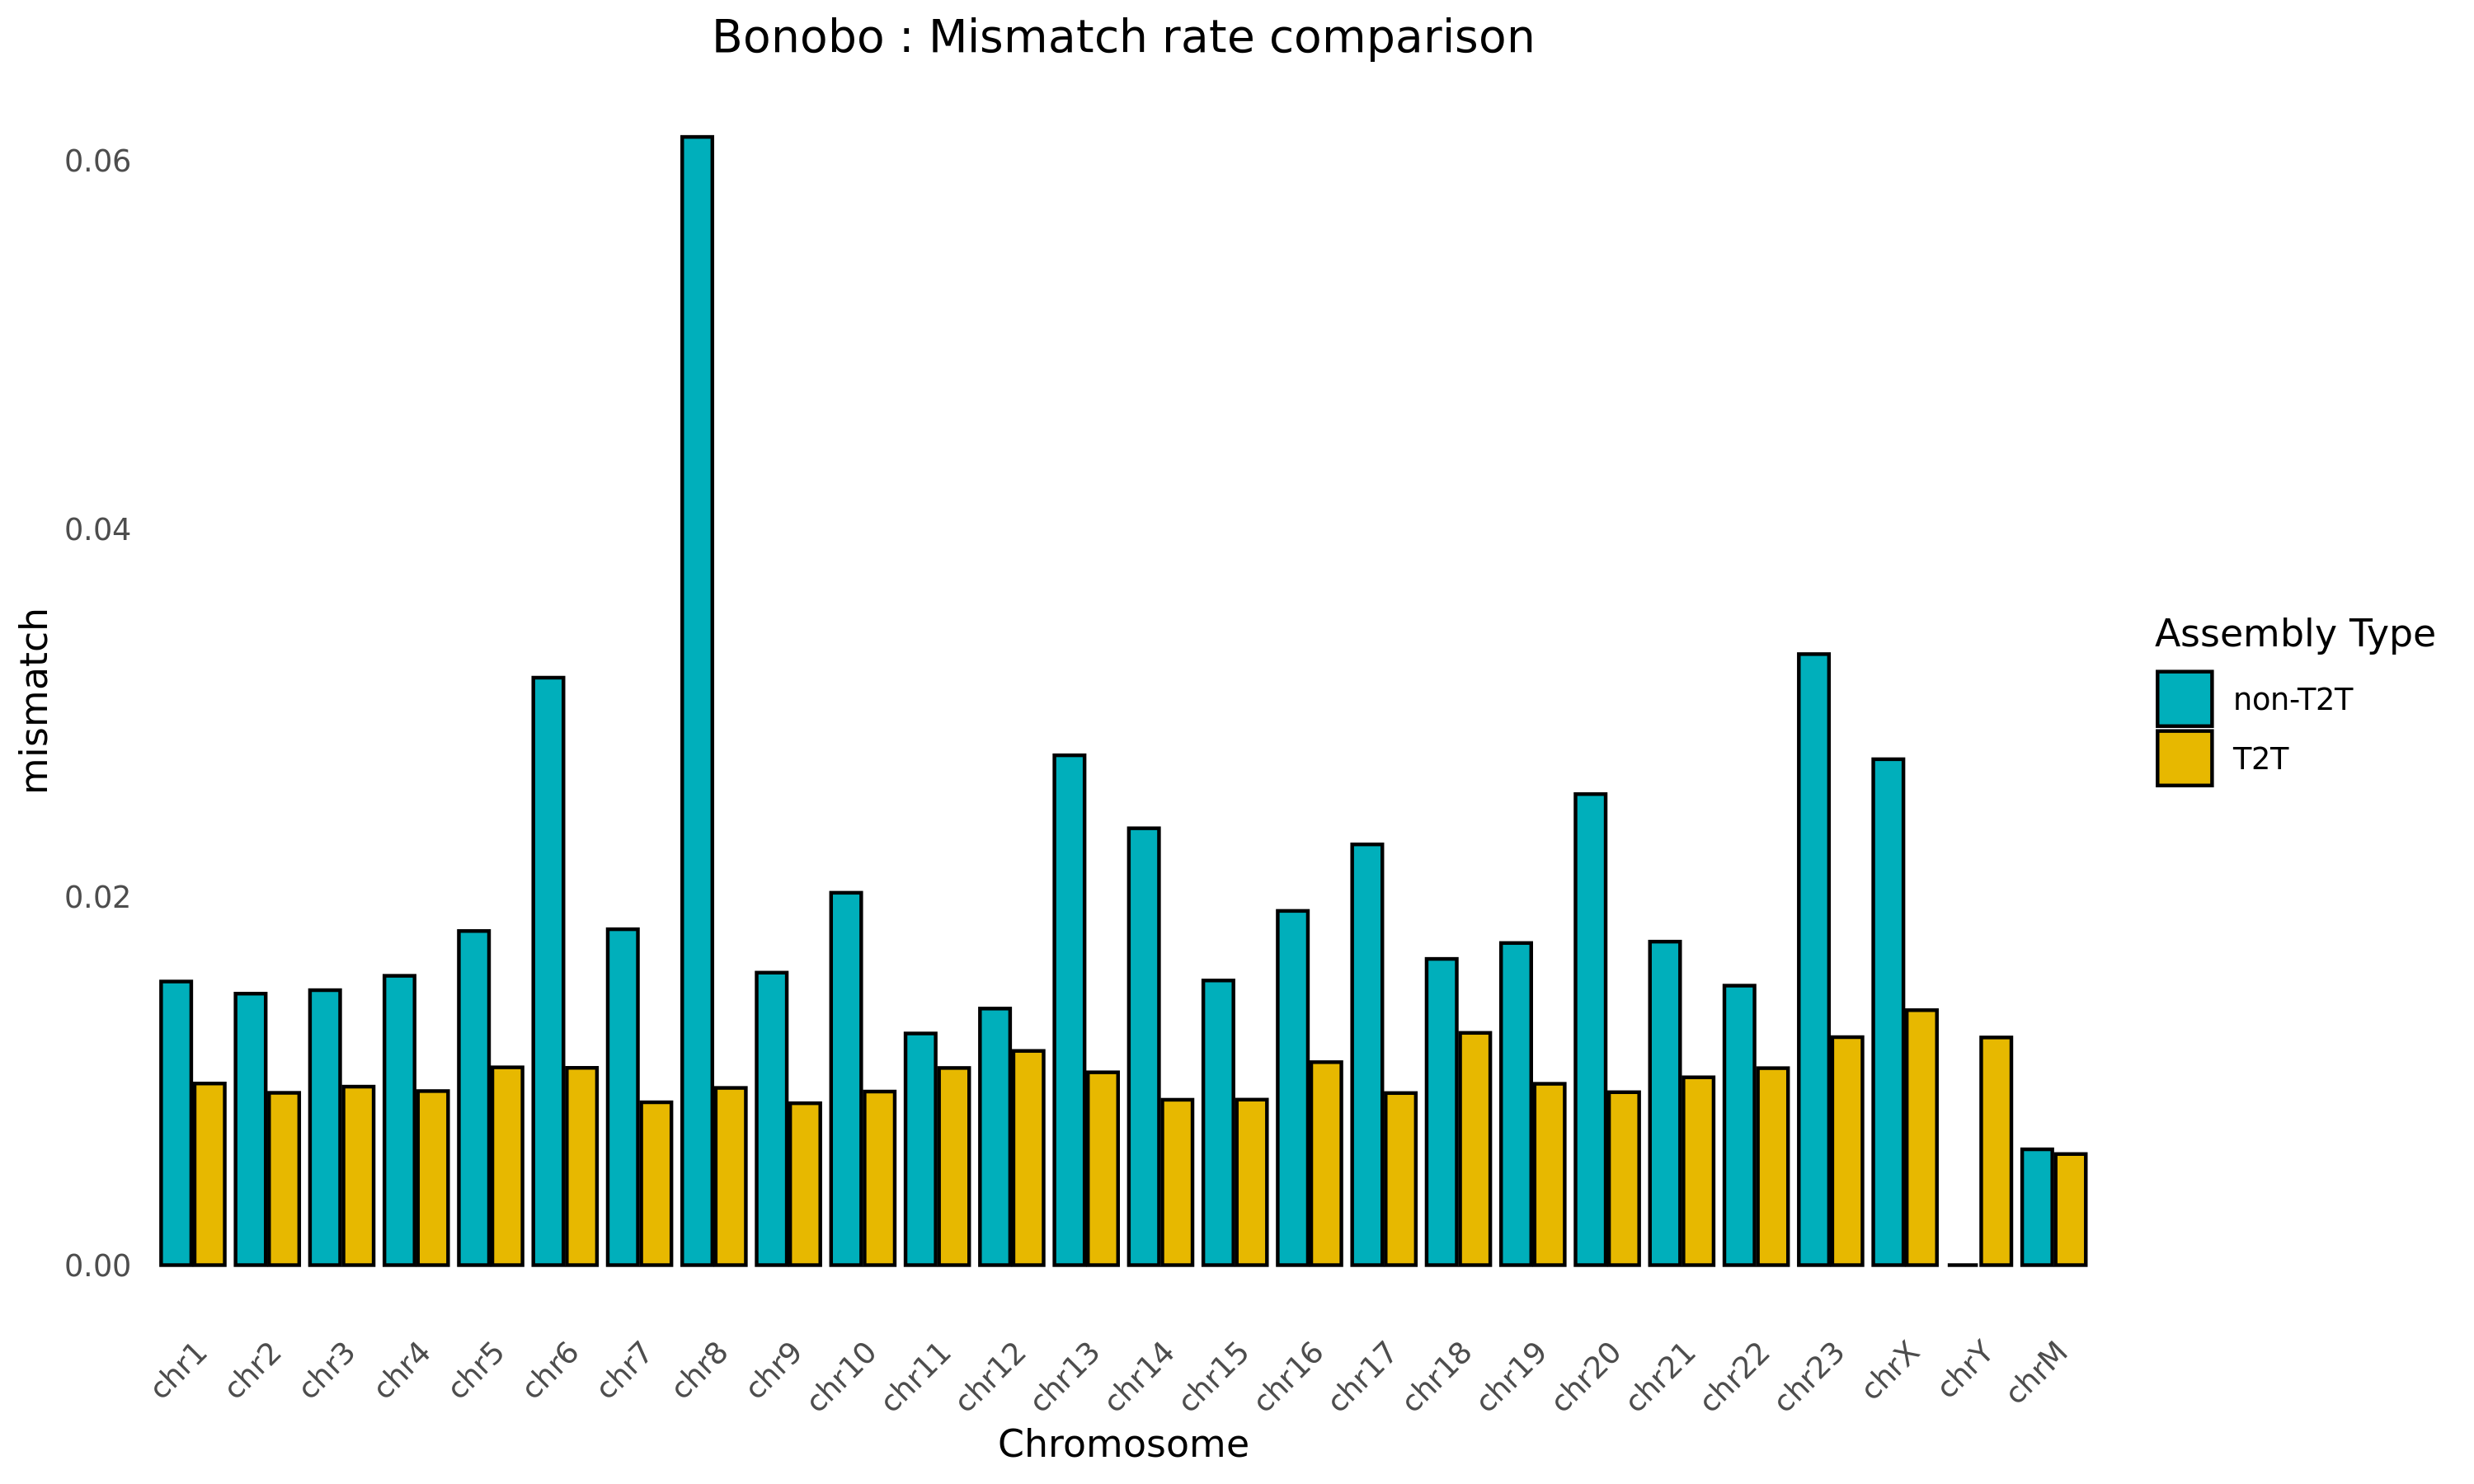 Bonobo : Mismatch rate comparison
0.06
0.04
0.02
0.00
mismatch
chr1
chr2
chr3
chr4
chr5
chr6
chr7
chr8
chr9
chr10
chr11
chr12
chr13
chr14
chr15
chr16
chr17
chr18
chr19
chr20
chr21
chr22
chr23
chrX
chrY
chrM
Chromosome
Assembly Type
non-T2T
T2T